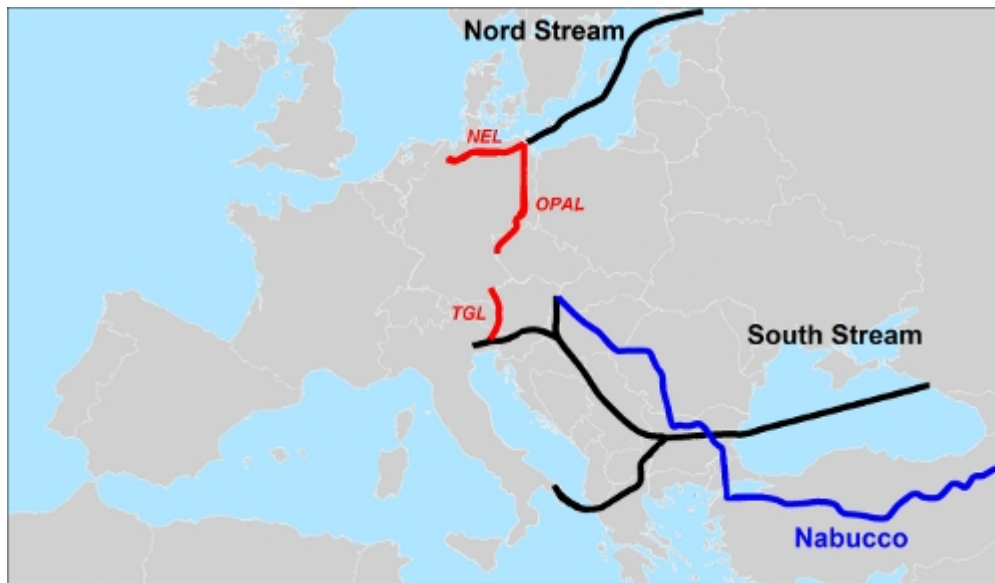 Nord Stream
NEL
OPAL
TGL
South Stream
Nabucco